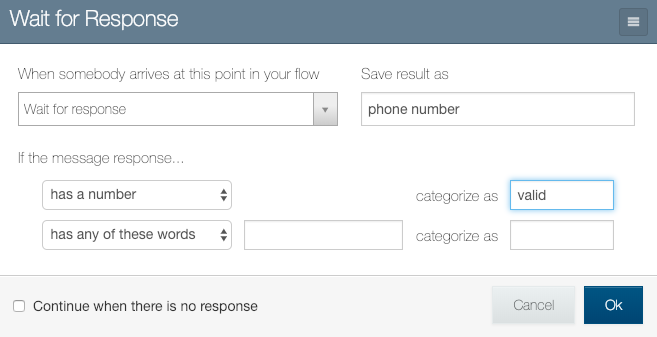 Wait for Response
When somebody arrives at this point in your flow Save result as
Wait for response phone number
If the message response...
has a number categorize as valid
has any of these words categorize as
Continue when there is no response Cancel Ok